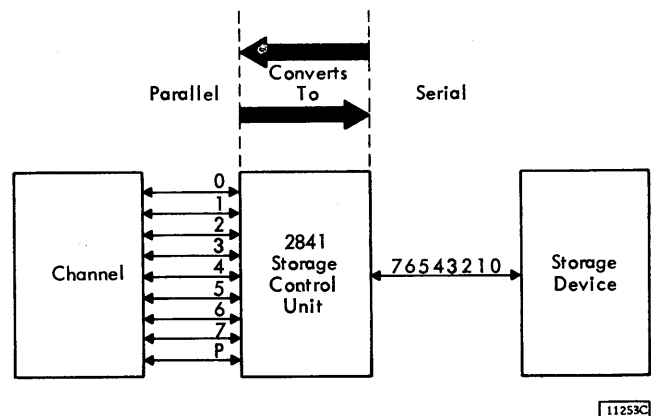 Converts
Parallel To Serial
0
1
2
3
4
5
6
7
P
Channel
2841
Storage
Control
Unit
76543210
Storage
Device
11253C